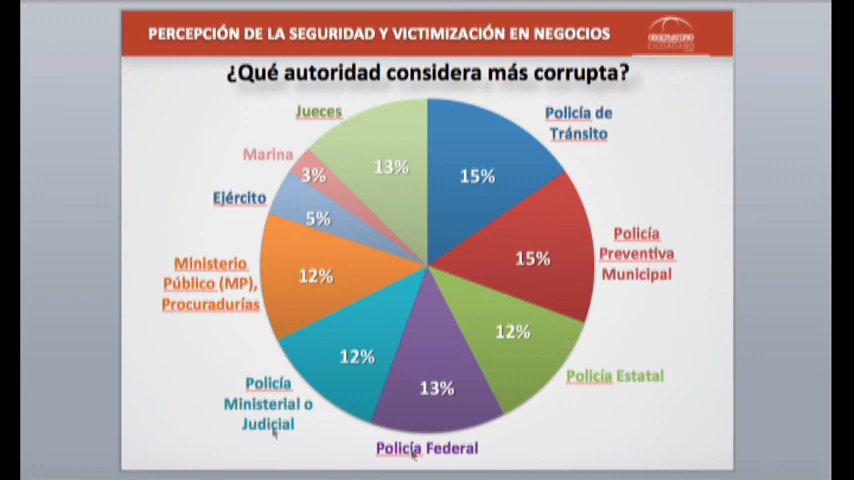 PERCEPCIÓN DE LA SEGURIDAD Y VICTIMIZACIÓN EN NEGOCIOS
OBSERVATORIO
CIUDADANO
¿Qué autoridad considera más corrupta?
Jueces
13%
Policía de
Tránsito
15%
Marina
3%
Ejército
5%
Policía
Preventiva
Municipal
15%
Ministerio
Público (MP),
Procuradurías
12%
12%
Policía Estatal
12%
Policía
Ministerial o
Judicial
13%
Policía Federal